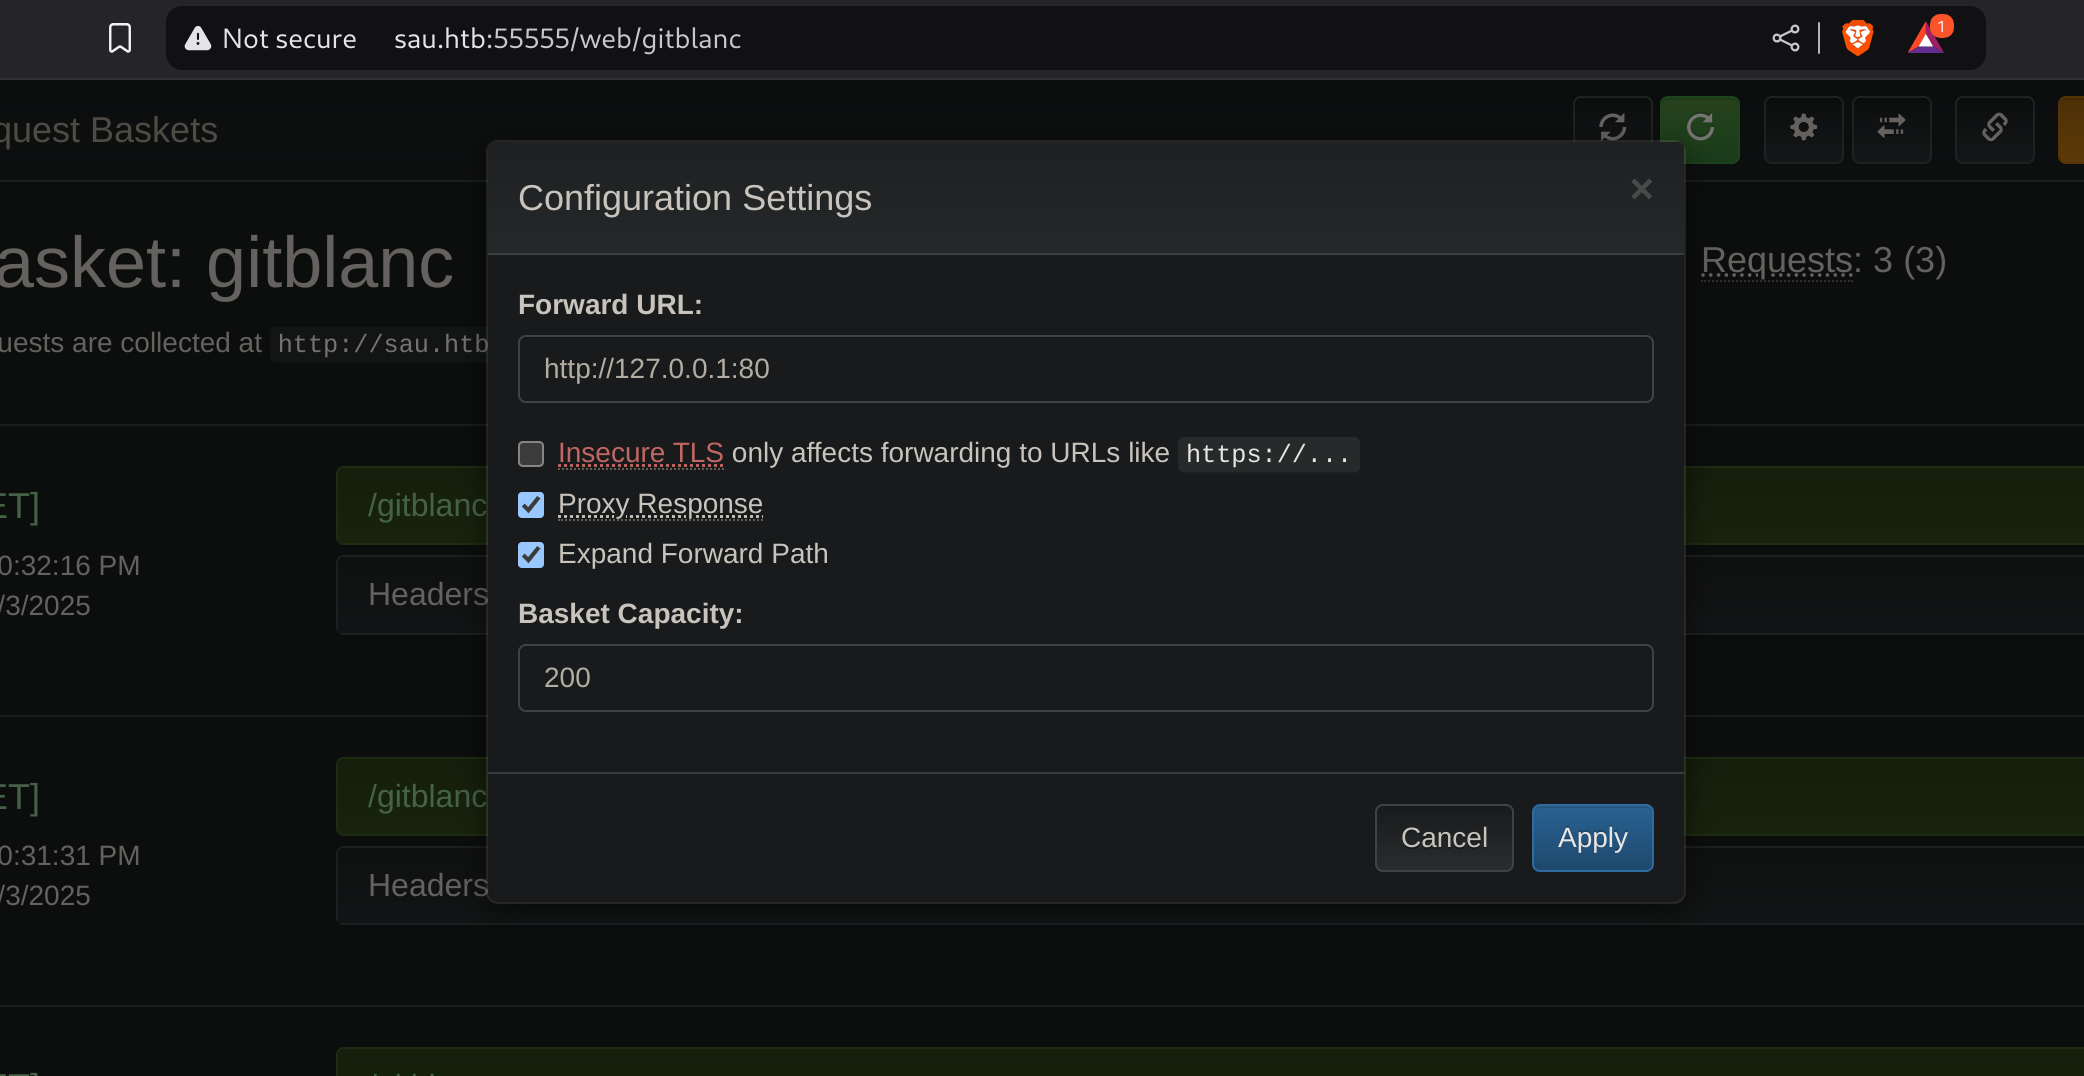 Not secure sau.htb:55555/web/gitblanc 1
quest Baskets
Configuration Settings ×
asket: gitblanc
Requests: 3 (3)
uests are collected at http://sau.htb
Forward URL:
http://127.0.0.1:80
Insecure TLS only affects forwarding to URLs like https://...
Proxy Response
Expand Forward Path
Basket Capacity:
200
Cancel
Apply
ET]
/gitblanc
0:32:16 PM
/3/2025
Headers
ET]
/gitblanc
0:31:31 PM
/3/2025
Headers